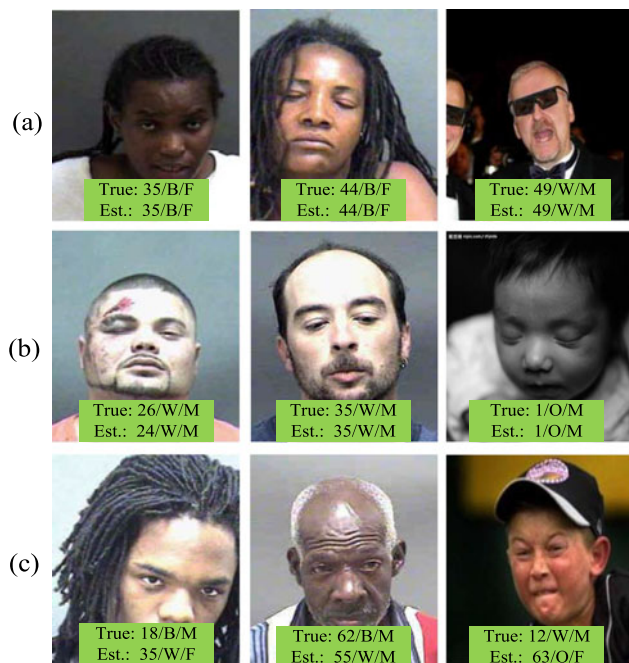 (a)
True: 35/B/F
Est.: 35/B/F
True: 44/B/F
Est.: 44/B/F
True: 49/W/M
Est.: 49/W/M
(b)
True: 26/W/M
Est.: 24/W/M
True: 35/W/M
Est.: 35/W/M
True: 1/O/M
Est.: 1/O/M
(c)
True: 18/B/M
Est.: 35/W/F
True: 62/B/M
Est.: 55/W/M
True: 12/W/M
Est.: 63/O/F